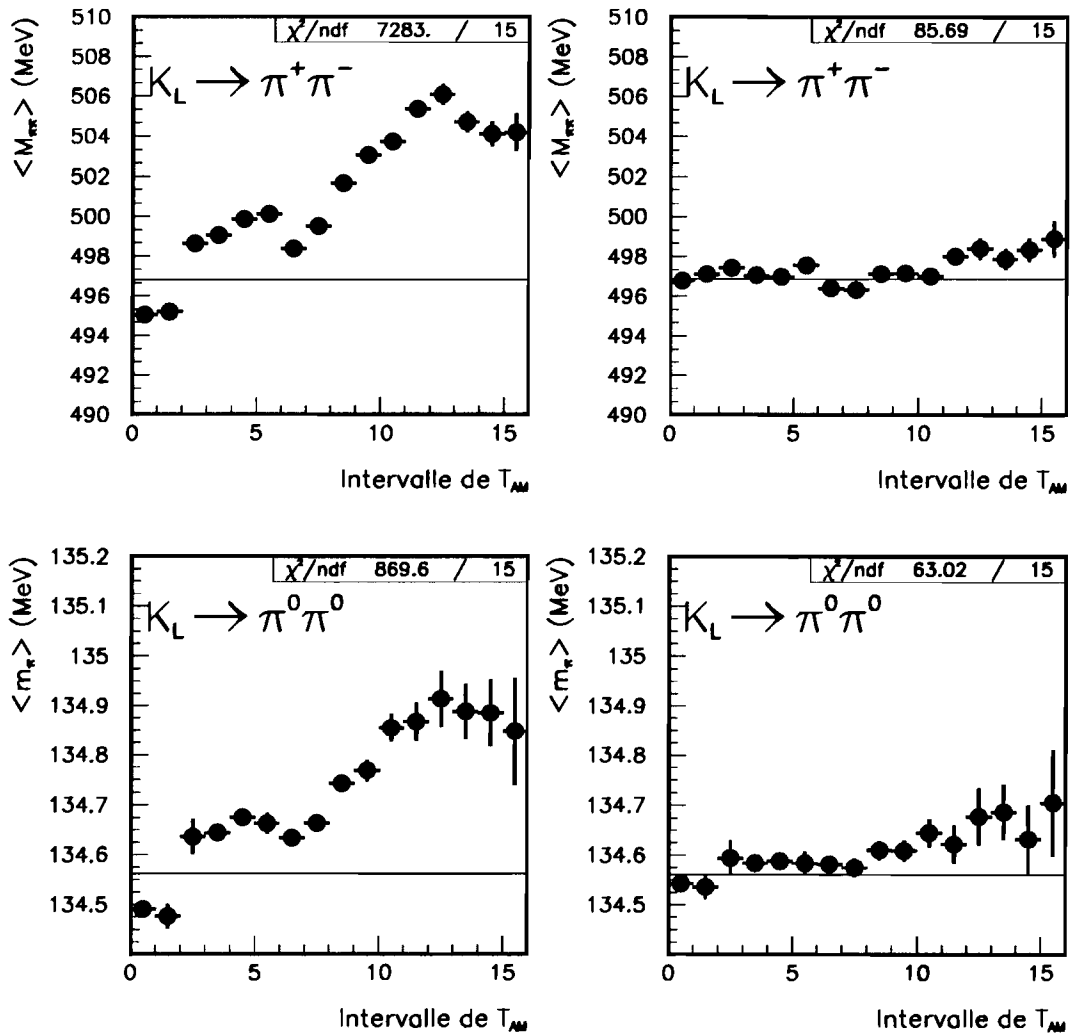 <M_ππ> (MeV)
510
508
506
504
502
500
498
496
494
492
490
χ²/ndf 7283. / 15
K_L → π⁺π⁻
0 5 10 15
Intervalle de T_AM
<M_ππ> (MeV)
510
508
506
504
502
500
498
496
494
492
490
χ²/ndf 85.69 / 15
K_L → π⁺π⁻
0 5 10 15
Intervalle de T_AM
<m_π> (MeV)
135.2
135.1
135
134.9
134.8
134.7
134.6
134.5
χ²/ndf 869.6 / 15
K_L → π⁰π⁰
0 5 10 15
Intervalle de T_AM
<m_π> (MeV)
135.2
135.1
135
134.9
134.8
134.7
134.6
134.5
χ²/ndf 63.02 / 15
K_L → π⁰π⁰
0 5 10 15
Intervalle de T_AM